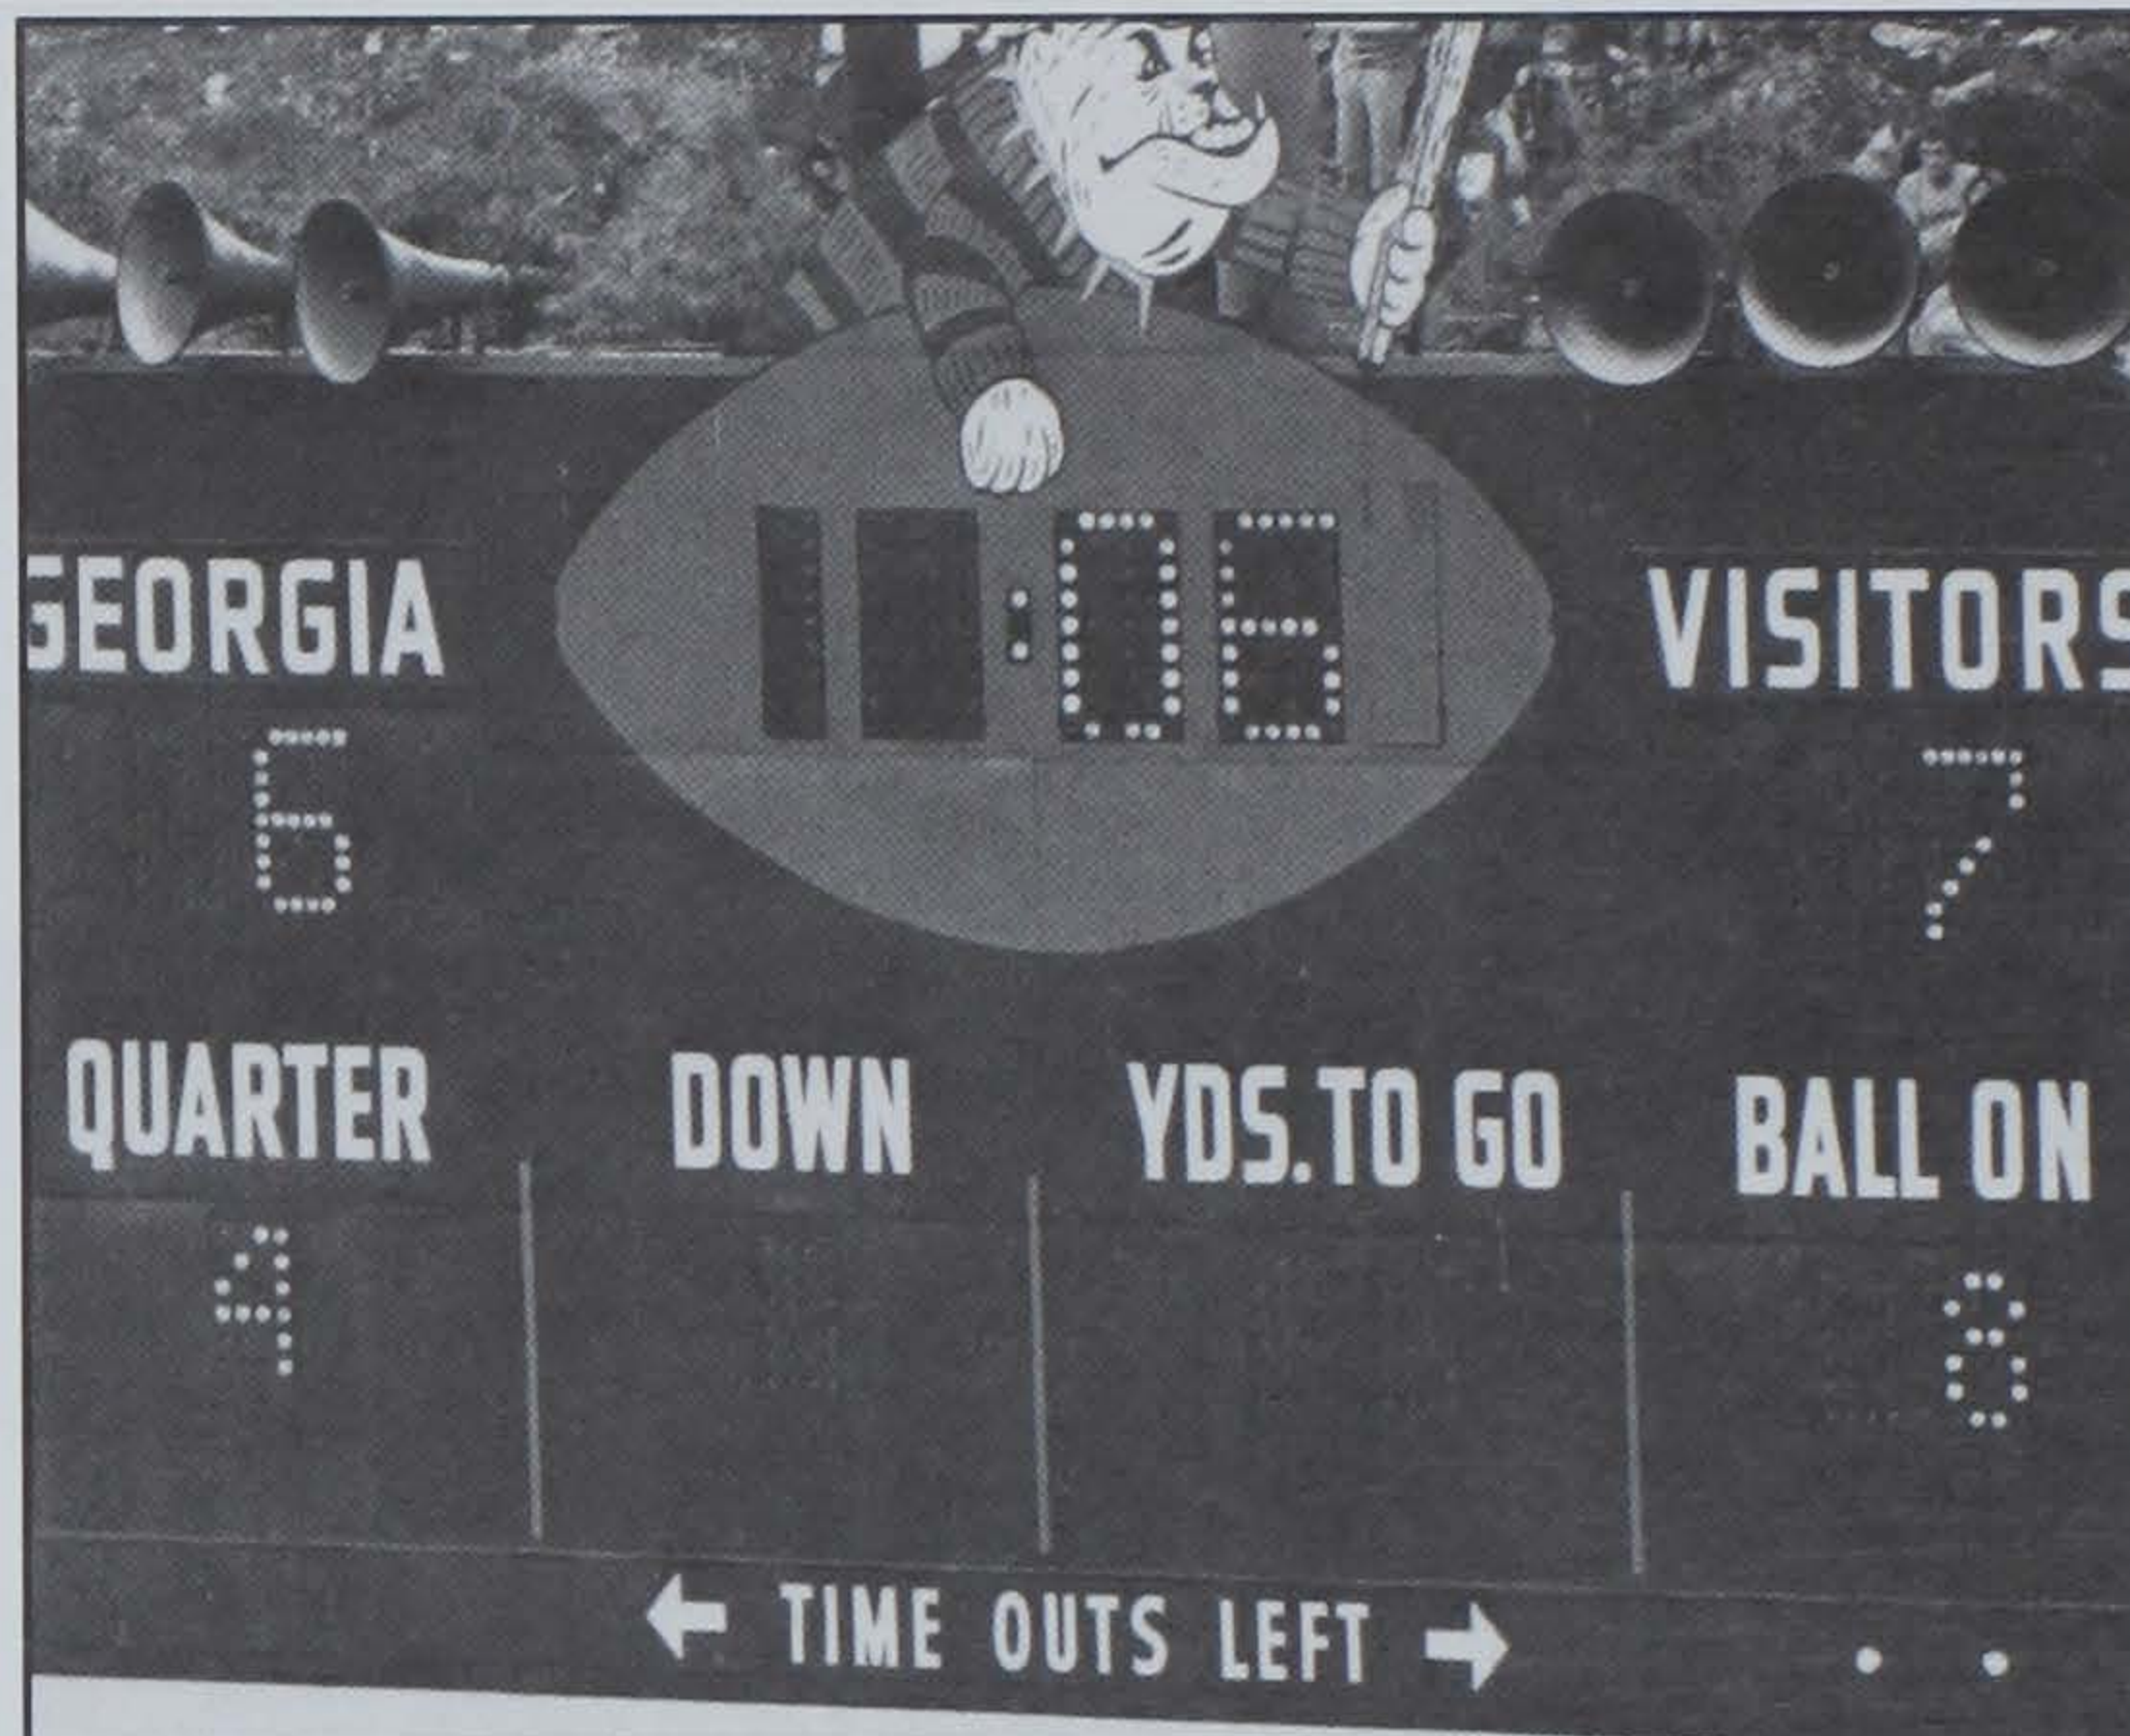 :06
GEORGIA VISITORS
6 7
QUARTER DOWN YDS.TO GO BALL ON
4 8
← TIME OUTS LEFT →